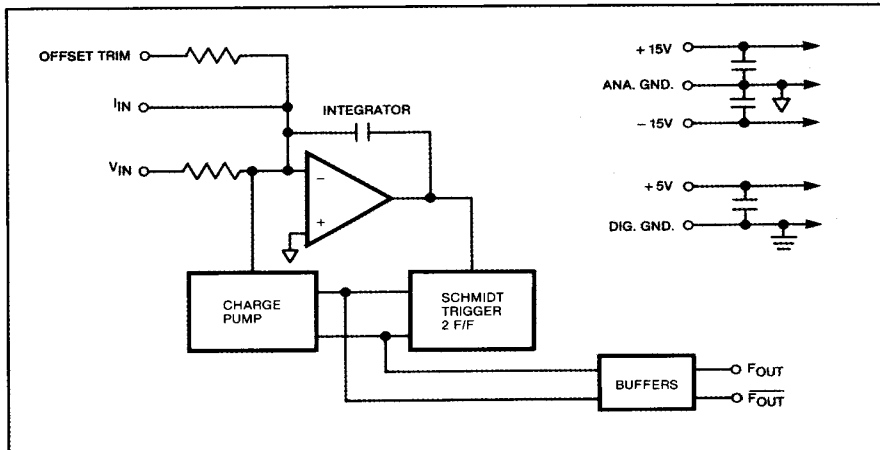 OFFSET TRIM
IIN
VIN
INTEGRATOR
−
+
CHARGE
PUMP
SCHMIDT
TRIGGER
2 F/F
BUFFERS
FOUT
F̅O̅U̅T̅
+ 15V
ANA. GND.
− 15V
+ 5V
DIG. GND.